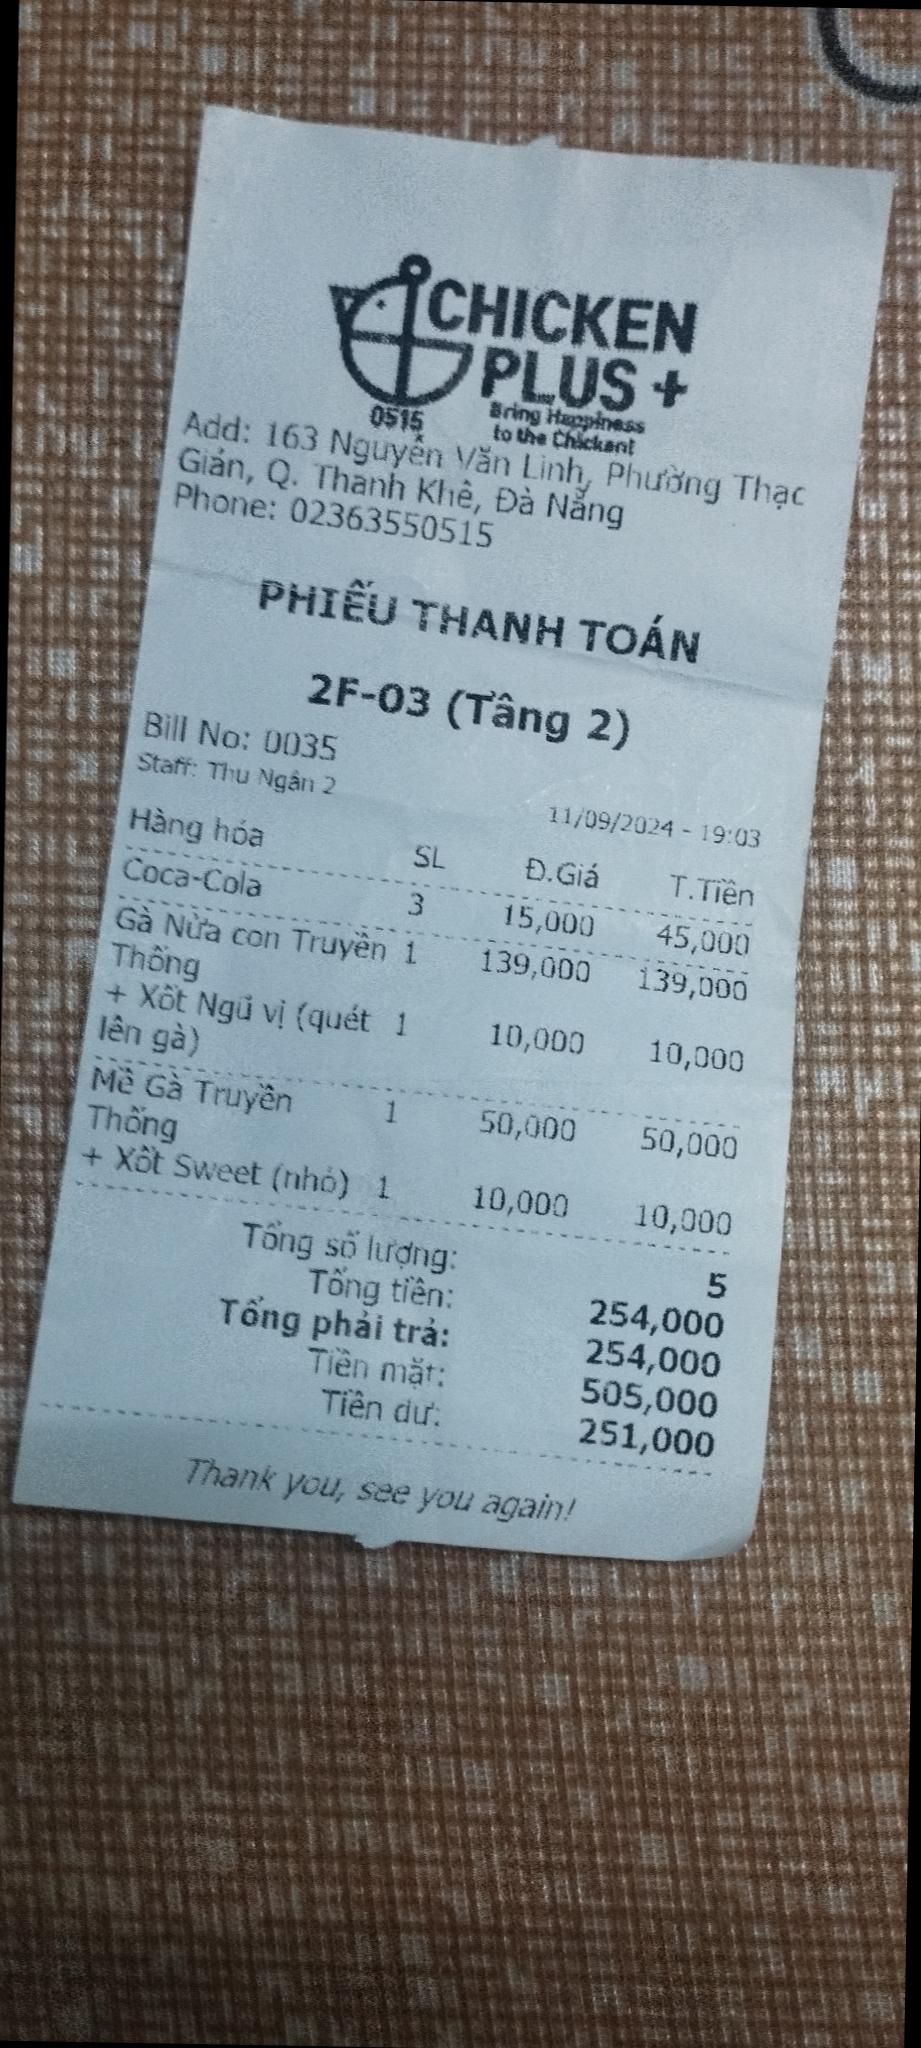 CHICKEN
PLUS +
0515 Bring Happiness
to the Chicken!
Add: 163 Nguyễn Văn Linh, Phường Thạc
Gián, Q. Thanh Khê, Đà Nẵng
Phone: 02363550515
PHIẾU THANH TOÁN
2F-03 (Tầng 2)
Bill No: 0035
Staff: Thu Ngân 2
11/09/2024 - 19:03
Hàng hóa SL Đ.Giá T.Tiền
Coca-Cola 3 15,000 45,000
Gà Nửa con Truyền 1 139,000 139,000
Thống
+ Xốt Ngũ vị (quét 1 10,000 10,000
lên gà)
Mề Gà Truyền 1 50,000 50,000
Thống
+ Xốt Sweet (nhỏ) 1 10,000 10,000
Tổng số lượng: 5
Tổng tiền: 254,000
Tổng phải trả: 254,000
Tiền mặt: 505,000
Tiền dư: 251,000
Thank you, see you again!